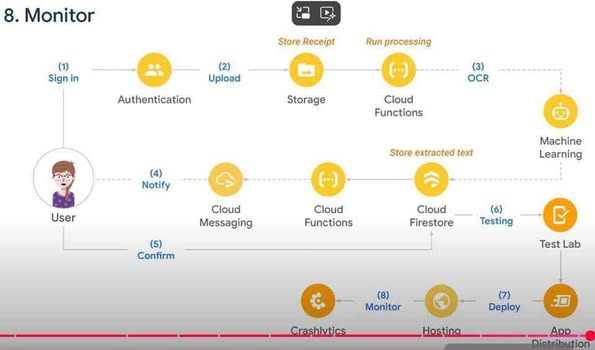 8. Monitor
Store Receipt
Run processing
(1)
Sign in
(2)
Upload
(3)
OCR
Authentication
Storage
Cloud
Functions
Machine
Learning
Store extracted text
(4)
Notify
User
Cloud
Messaging
Cloud
Functions
Cloud
Firestore
(6)
Testing
Test Lab
(5)
Confirm
(8)
Monitor
(7)
Deploy
Crashlytics
Hosting
App
Distribution